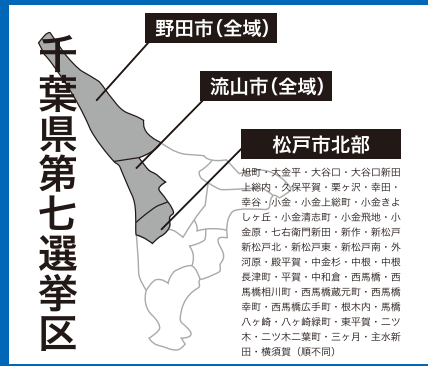 千葉県第七選挙区
野田市（全域）
流山市（全域）
松戸市北部
旭町・大金平・大谷口・大谷口新田
上総内・久保平賀・栗ヶ沢・幸田・
幸谷・小金・小金上総町・小金きよ
しヶ丘・小金清志町・小金飛地・小
金原・七右衛門新田・新作・新松戸
新松戸北・新松戸東・新松戸南・外
河原・殿平賀・中金杉・中根・中根
長津町・平賀・中和倉・西馬橋・西
馬橋相川町・西馬橋蔵元町・西馬橋
幸町・西馬橋広手町・根木内・馬橋
八ヶ崎・八ヶ崎緑町・東平賀・二ツ
木・二ツ木二葉町・三ヶ月・主水新
田・横須賀（順不同）